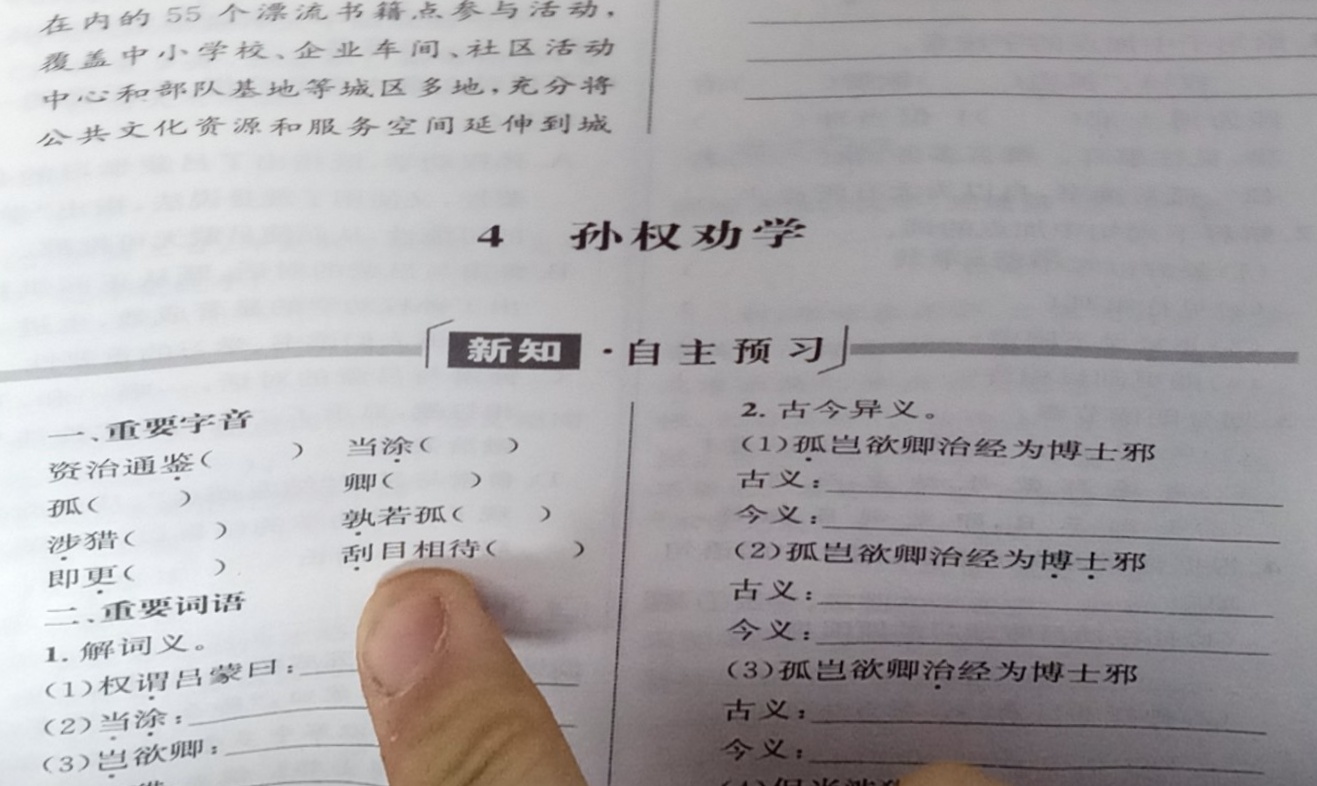 在内的 55 个漂流书籍点参与活动,
覆盖中小学校、企业车间、社区活动
中心和部队基地等城区多地,充分将
公共文化资源和服务空间延伸到城
4 孙权劝学
新知·自主预习
一、重要字音
资治通鉴( ) 当涂( )
孤( ) 卿( )
涉猎( ) 孰若孤( )
即更( ) 刮目相待( )
二、重要词语
1. 解词义。
(1)权谓吕蒙曰:
(2)当涂:
(3)岂欲卿:
2. 古今异义。
(1)孤岂欲卿治经为博士邪
古义:
今义:
(2)孤岂欲卿治经为博士邪
古义:
今义:
(3)孤岂欲卿治经为博士邪
古义:
今义: